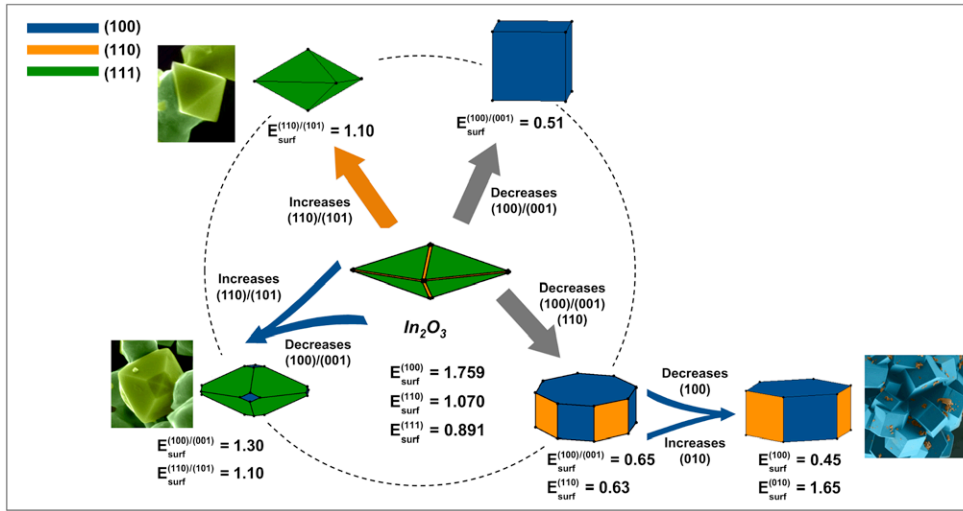 (100)
(110)
(111)
E surf (110)/(101) = 1.10
E surf (100)/(001) = 0.51
Increases
(110)/(101)
Decreases
(100)/(001)
Increases
(110)/(101)
Decreases
(100)/(001)
Decreases
(100)/(001)
(110)
In₂O₃
E surf (100) = 1.759
E surf (110) = 1.070
E surf (111) = 0.891
E surf (100)/(001) = 1.30
E surf (110)/(101) = 1.10
E surf (100)/(001) = 0.65
E surf (110) = 0.63
Decreases
(100)
Increases
(010)
E surf (100) = 0.45
E surf (010) = 1.65